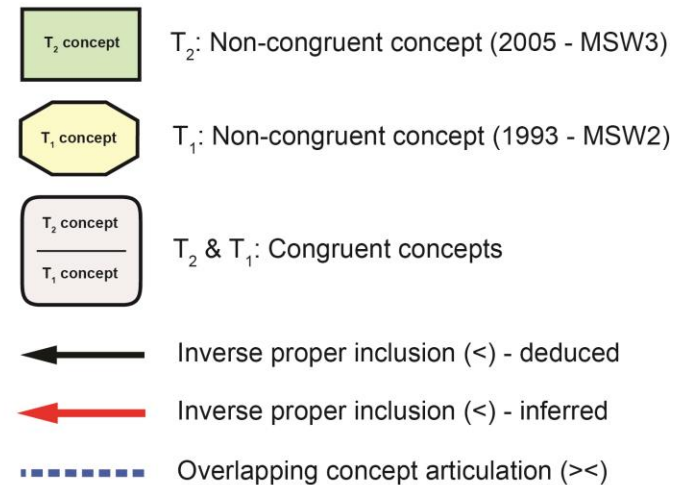 T₂ concept
T₂: Non-congruent concept (2005 - MSW3)
T₁ concept
T₁: Non-congruent concept (1993 - MSW2)
T₂ concept
T₁ concept
T₂ & T₁: Congruent concepts
Inverse proper inclusion (<) - deduced
Inverse proper inclusion (<) - inferred
Overlapping concept articulation (><)